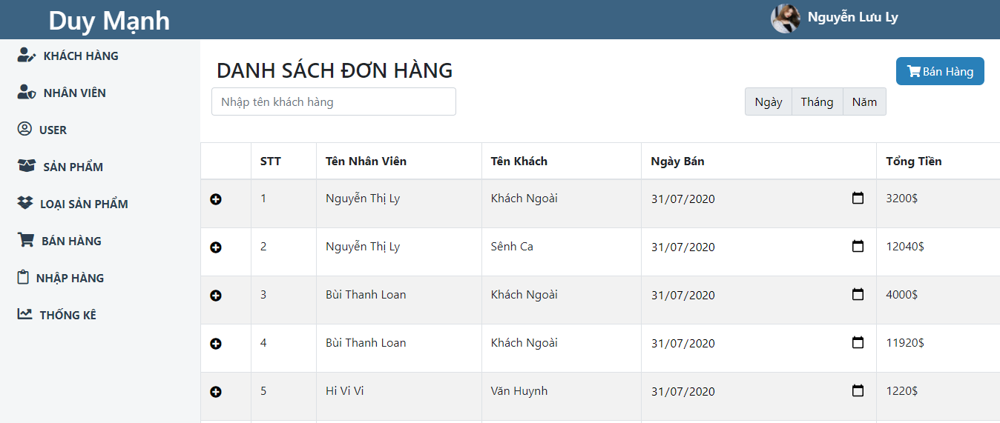 Duy Mạnh
Nguyễn Lưu Ly
KHÁCH HÀNG
NHÂN VIÊN
USER
SẢN PHẨM
LOẠI SẢN PHẨM
BÁN HÀNG
NHẬP HÀNG
THỐNG KÊ
DANH SÁCH ĐƠN HÀNG
Bán Hàng
Nhập tên khách hàng
Ngày Tháng Năm
STT Tên Nhân Viên Tên Khách Ngày Bán Tổng Tiền
1 Nguyễn Thị Ly Khách Ngoài 31/07/2020 3200$
2 Nguyễn Thị Ly Sênh Ca 31/07/2020 12040$
3 Bùi Thanh Loan Khách Ngoài 31/07/2020 4000$
4 Bùi Thanh Loan Khách Ngoài 31/07/2020 11920$
5 Hi Vi Vi Văn Huynh 31/07/2020 1220$